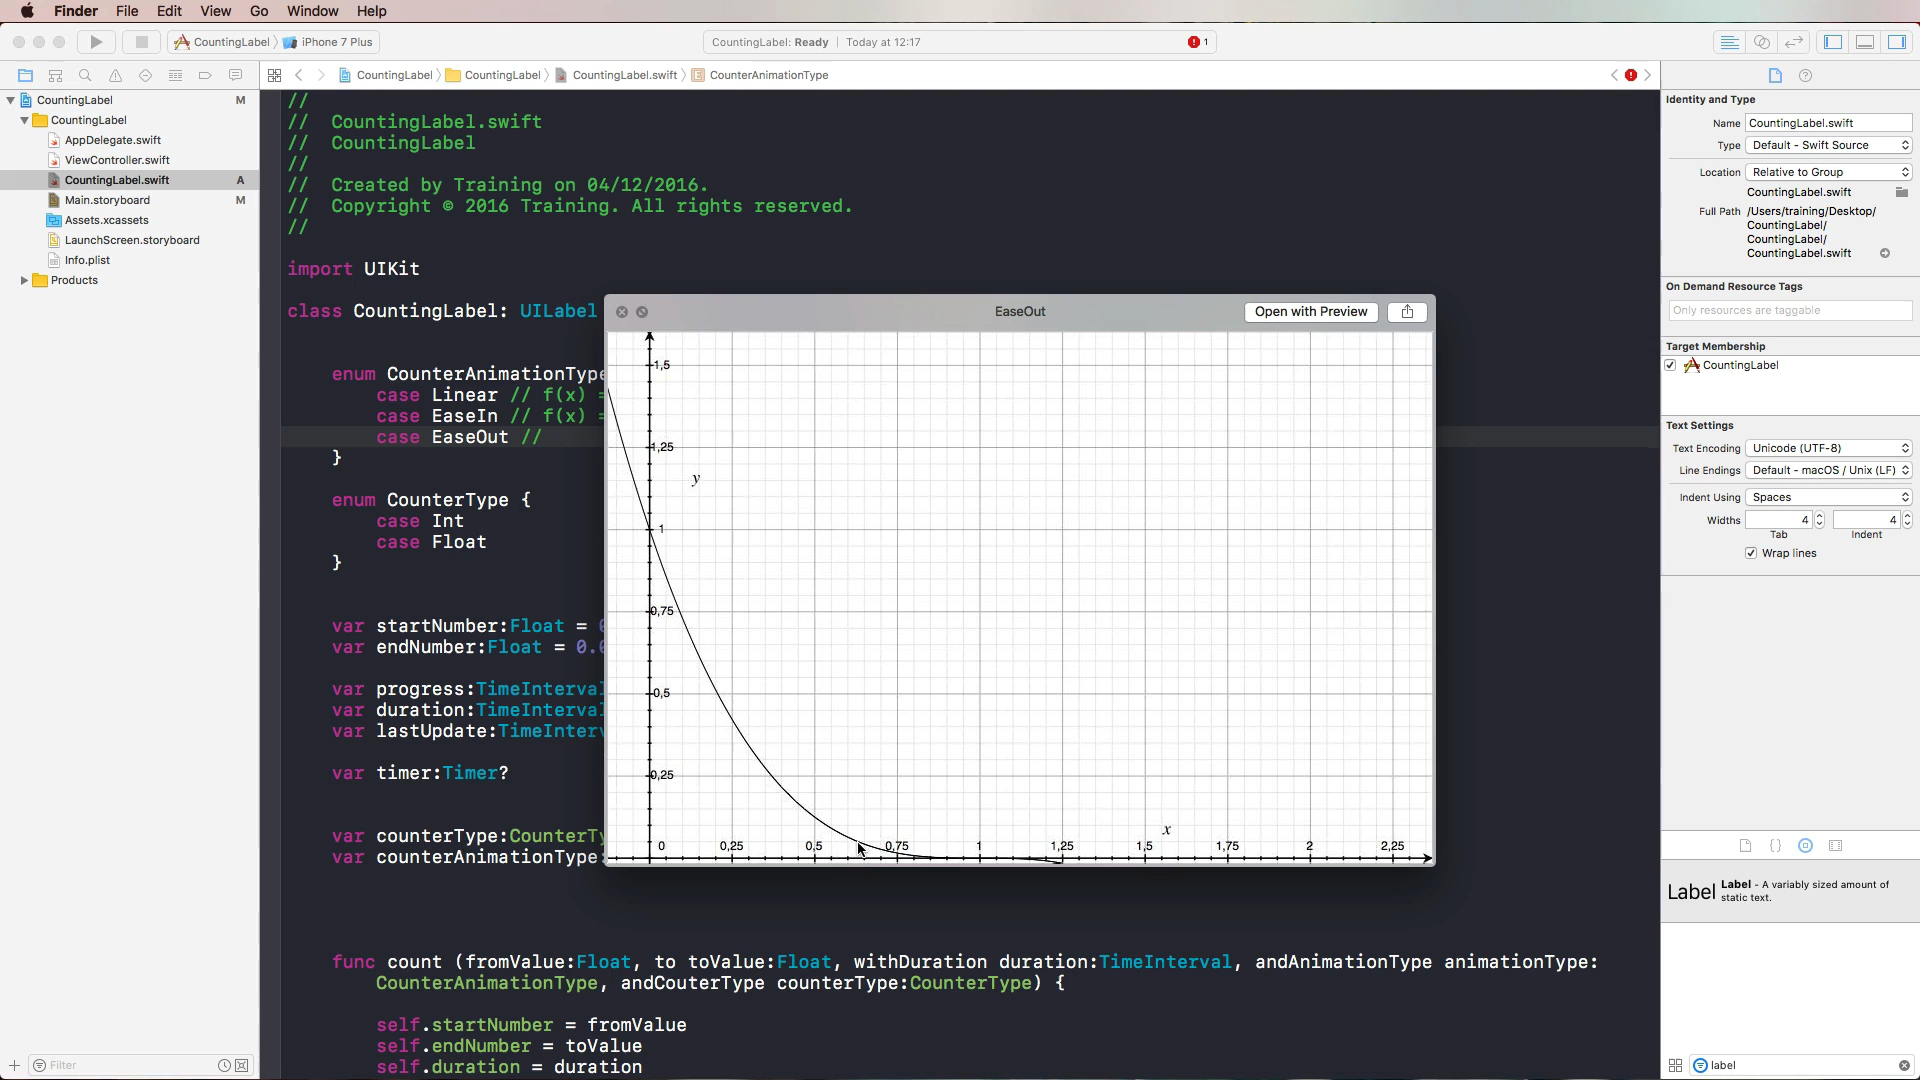 Finder File Edit View Go Window Help
CountingLabel iPhone 7 Plus
CountingLabel: Ready | Today at 12:17
1
CountingLabel CountingLabel CountingLabel.swift E CounterAnimationType
CountingLabel M
CountingLabel
AppDelegate.swift
ViewController.swift
CountingLabel.swift A
Main.storyboard M
Assets.xcassets
LaunchScreen.storyboard
Info.plist
Products
Filter
//
// CountingLabel.swift
// CountingLabel
//
// Created by Training on 04/12/2016.
// Copyright © 2016 Training. All rights reserved.
//
import UIKit
class CountingLabel: UILabel
enum CounterAnimationType
case Linear // f(x) =
case EaseIn // f(x) =
case EaseOut //
}
enum CounterType {
case Int
case Float
}
var startNumber:Float = 0
var endNumber:Float = 0.0
var progress:TimeInterval
var duration:TimeInterval
var lastUpdate:TimeInterv
var timer:Timer?
var counterType:CounterTy
var counterAnimationType:
func count (fromValue:Float, to toValue:Float, withDuration duration:TimeInterval, andAnimationType animationType:
CounterAnimationType, andCouterType counterType:CounterType) {
self.startNumber = fromValue
self.endNumber = toValue
self.duration = duration
EaseOut
Open with Preview
1,5
1,25
y
1
0,75
0,5
0,25
x
0 0,25 0,5 0,75 1 1,25 1,5 1,75 2 2,25
Identity and Type
Name CountingLabel.swift
Type Default - Swift Source
Location Relative to Group
CountingLabel.swift
Full Path /Users/training/Desktop/
CountingLabel/
CountingLabel/
CountingLabel.swift
On Demand Resource Tags
Only resources are taggable
Target Membership
CountingLabel
Text Settings
Text Encoding Unicode (UTF-8)
Line Endings Default - macOS / Unix (LF)
Indent Using Spaces
Widths 4 4
Tab Indent
Wrap lines
Label Label - A variably sized amount of
static text.
label